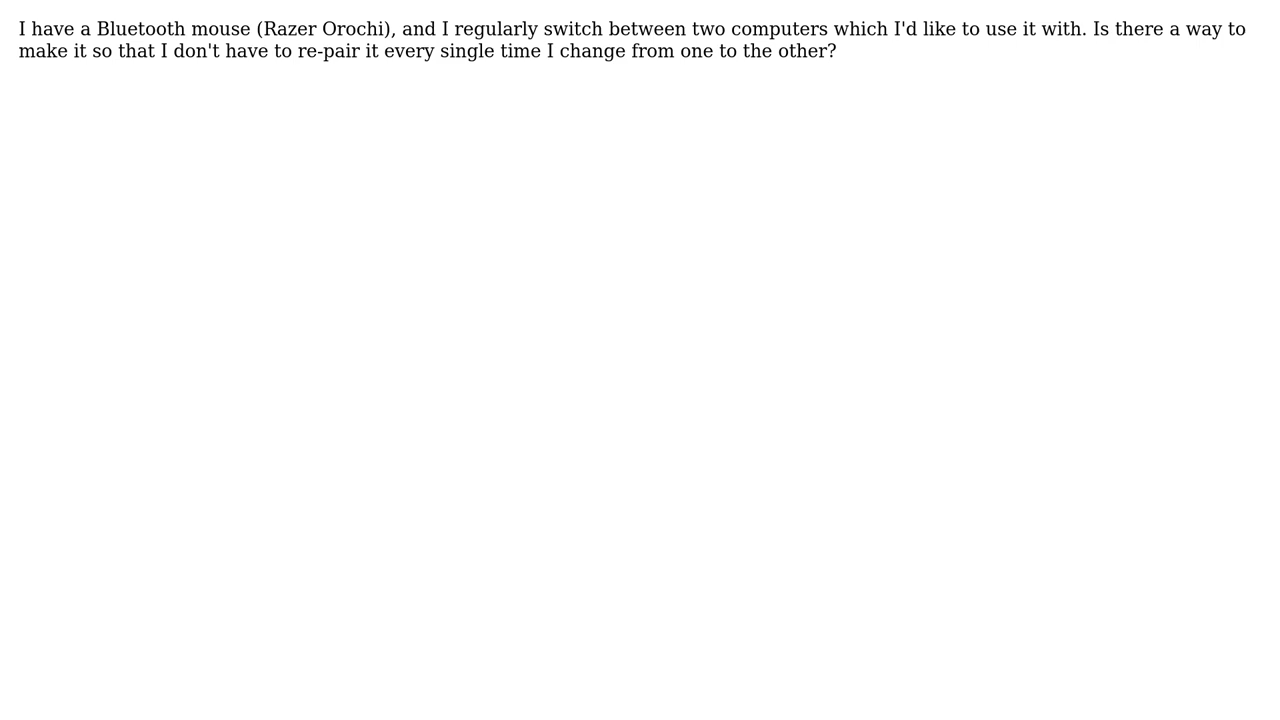 I have a Bluetooth mouse (Razer Orochi), and I regularly switch between two computers which I'd like to use it with. Is there a way to
make it so that I don't have to re-pair it every single time I change from one to the other?